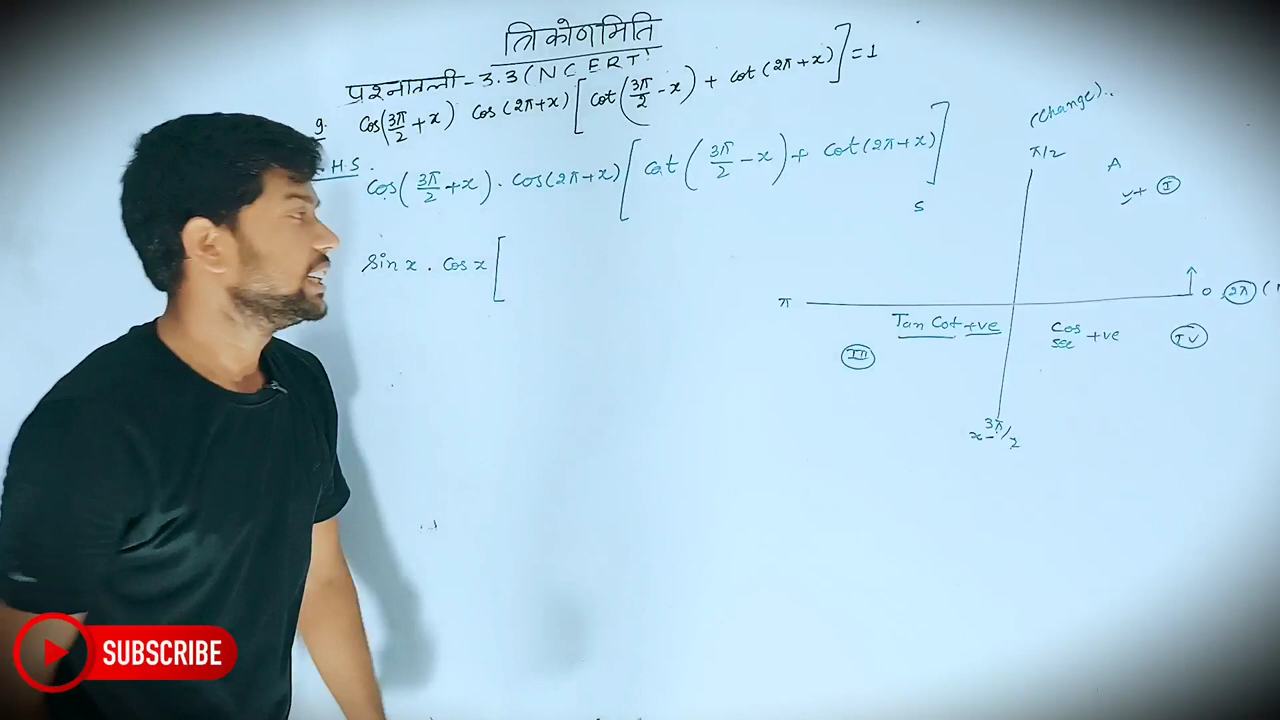 त्रिकोणमिति
प्रश्नावली-3.3 (NCERT)
9. Cos(3π/2 + x) Cos(2π+x) [Cot(3π/2 - x) + Cot(2π+x)] = 1
H.S.
Cos(3π/2 + x) . Cos(2π+x) [Cot(3π/2 - x) + Cot(2π+x)]
Sin x . Cos x [
(change)..
π/2
A
I
S
π
0, 2π
Tan Cot +ve
III
Cos
sec +ve
IV
3π/2
SUBSCRIBE